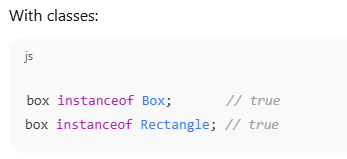 With classes:
js
box instanceof Box;       // true
box instanceof Rectangle; // true